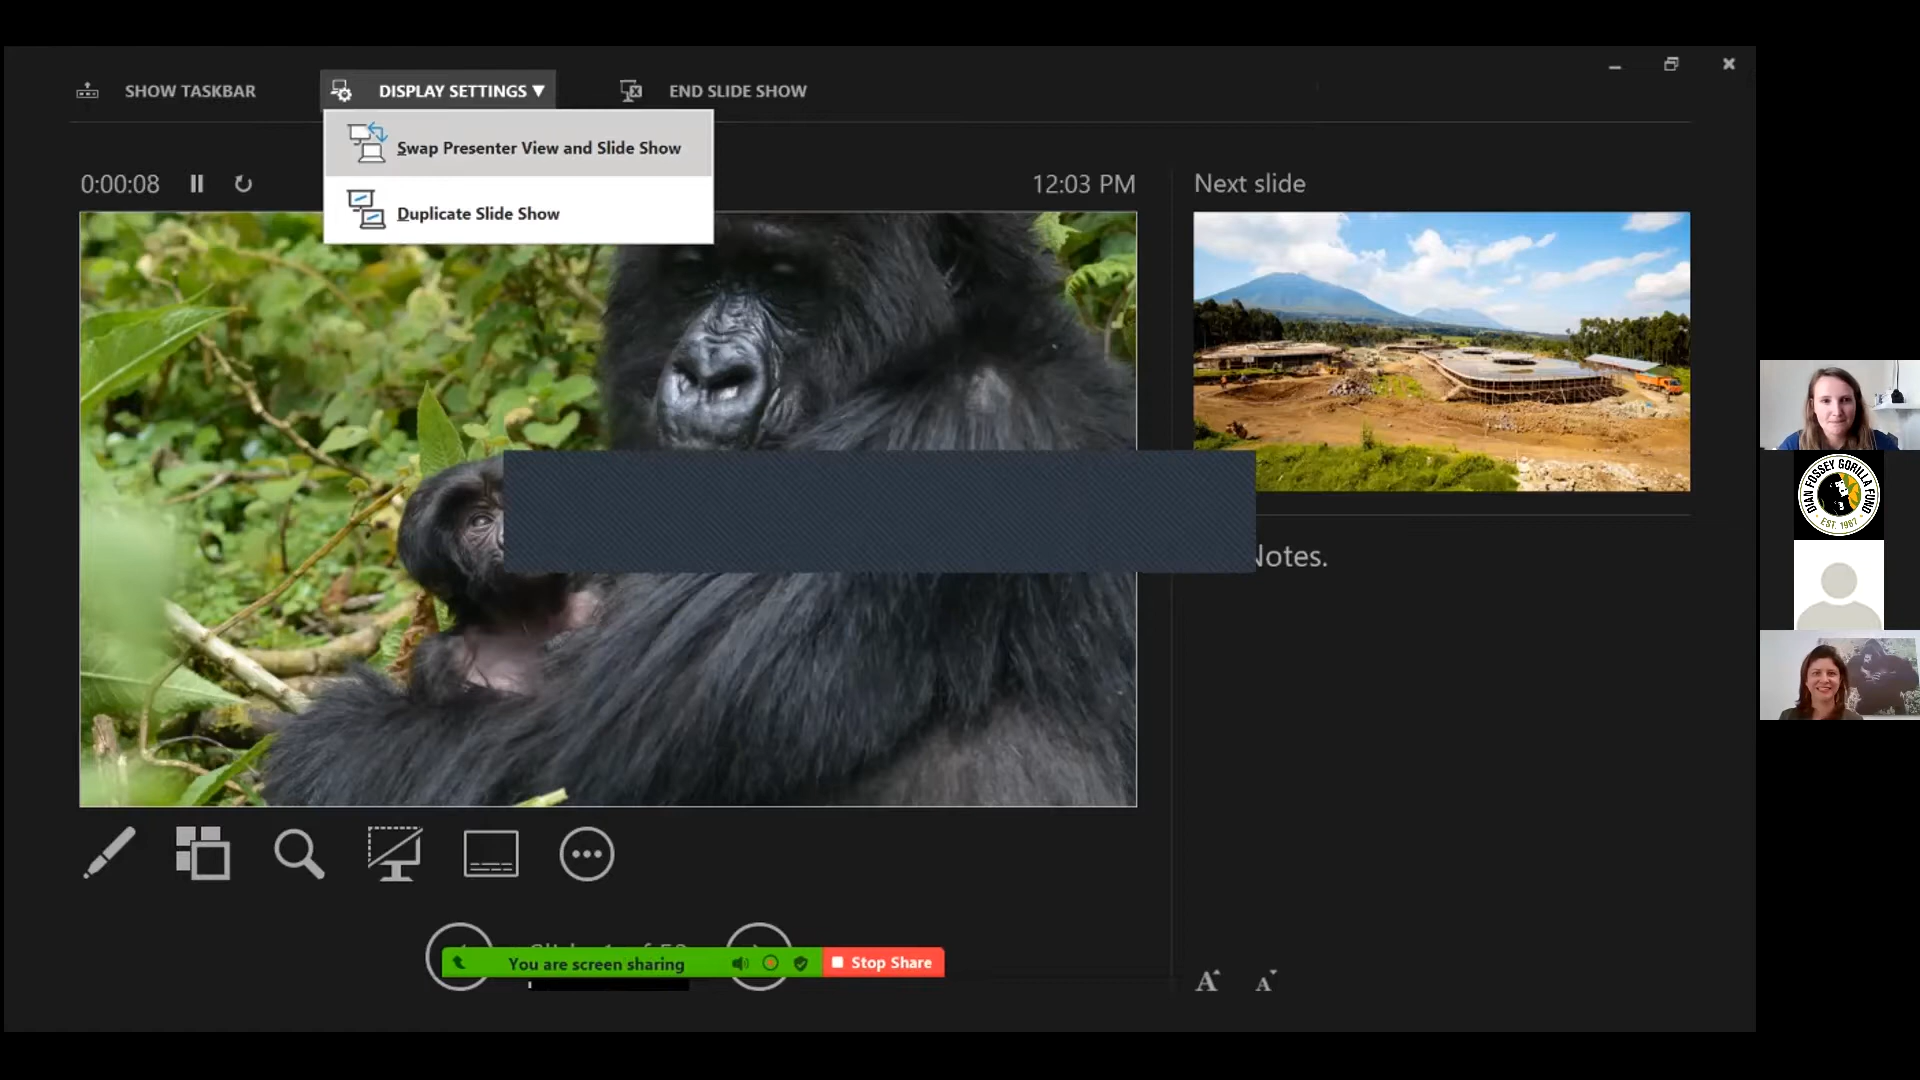 SHOW TASKBAR
DISPLAY SETTINGS ▼
END SLIDE SHOW
Swap Presenter View and Slide Show
Duplicate Slide Show
0:00:08
12:03 PM
Next slide
DIAN FOSSEY GORILLA FUND
EST. 1967
Notes.
You are screen sharing
Stop Share
A
A